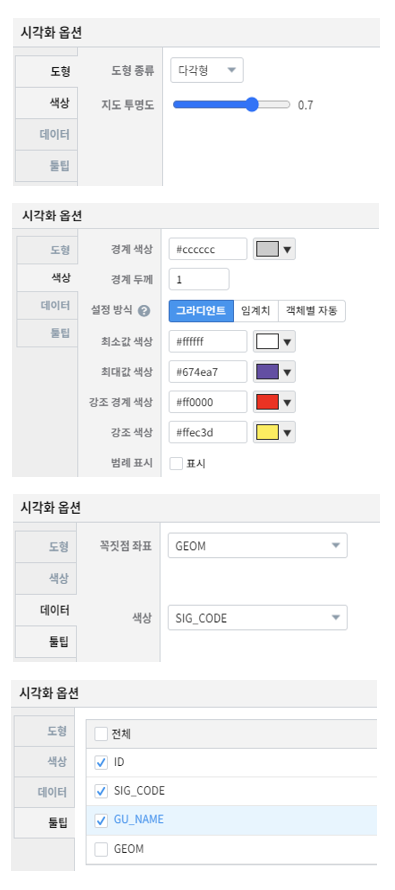 시각화 옵션
도형
도형 종류
다각형
색상
지도 투명도
0.7
데이터
툴팁
시각화 옵션
도형
경계 색상
#cccccc
색상
경계 두께
1
데이터
설정 방식 ?
그라디언트 임계치 객체별 자동
툴팁
최소값 색상
#ffffff
최대값 색상
#674ea7
강조 경계 색상
#ff0000
강조 색상
#ffec3d
범례 표시
표시
시각화 옵션
도형
꼭짓점 좌표
GEOM
색상
데이터
색상
SIG_CODE
툴팁
시각화 옵션
도형
전체
색상
ID
데이터
SIG_CODE
툴팁
GU_NAME
GEOM